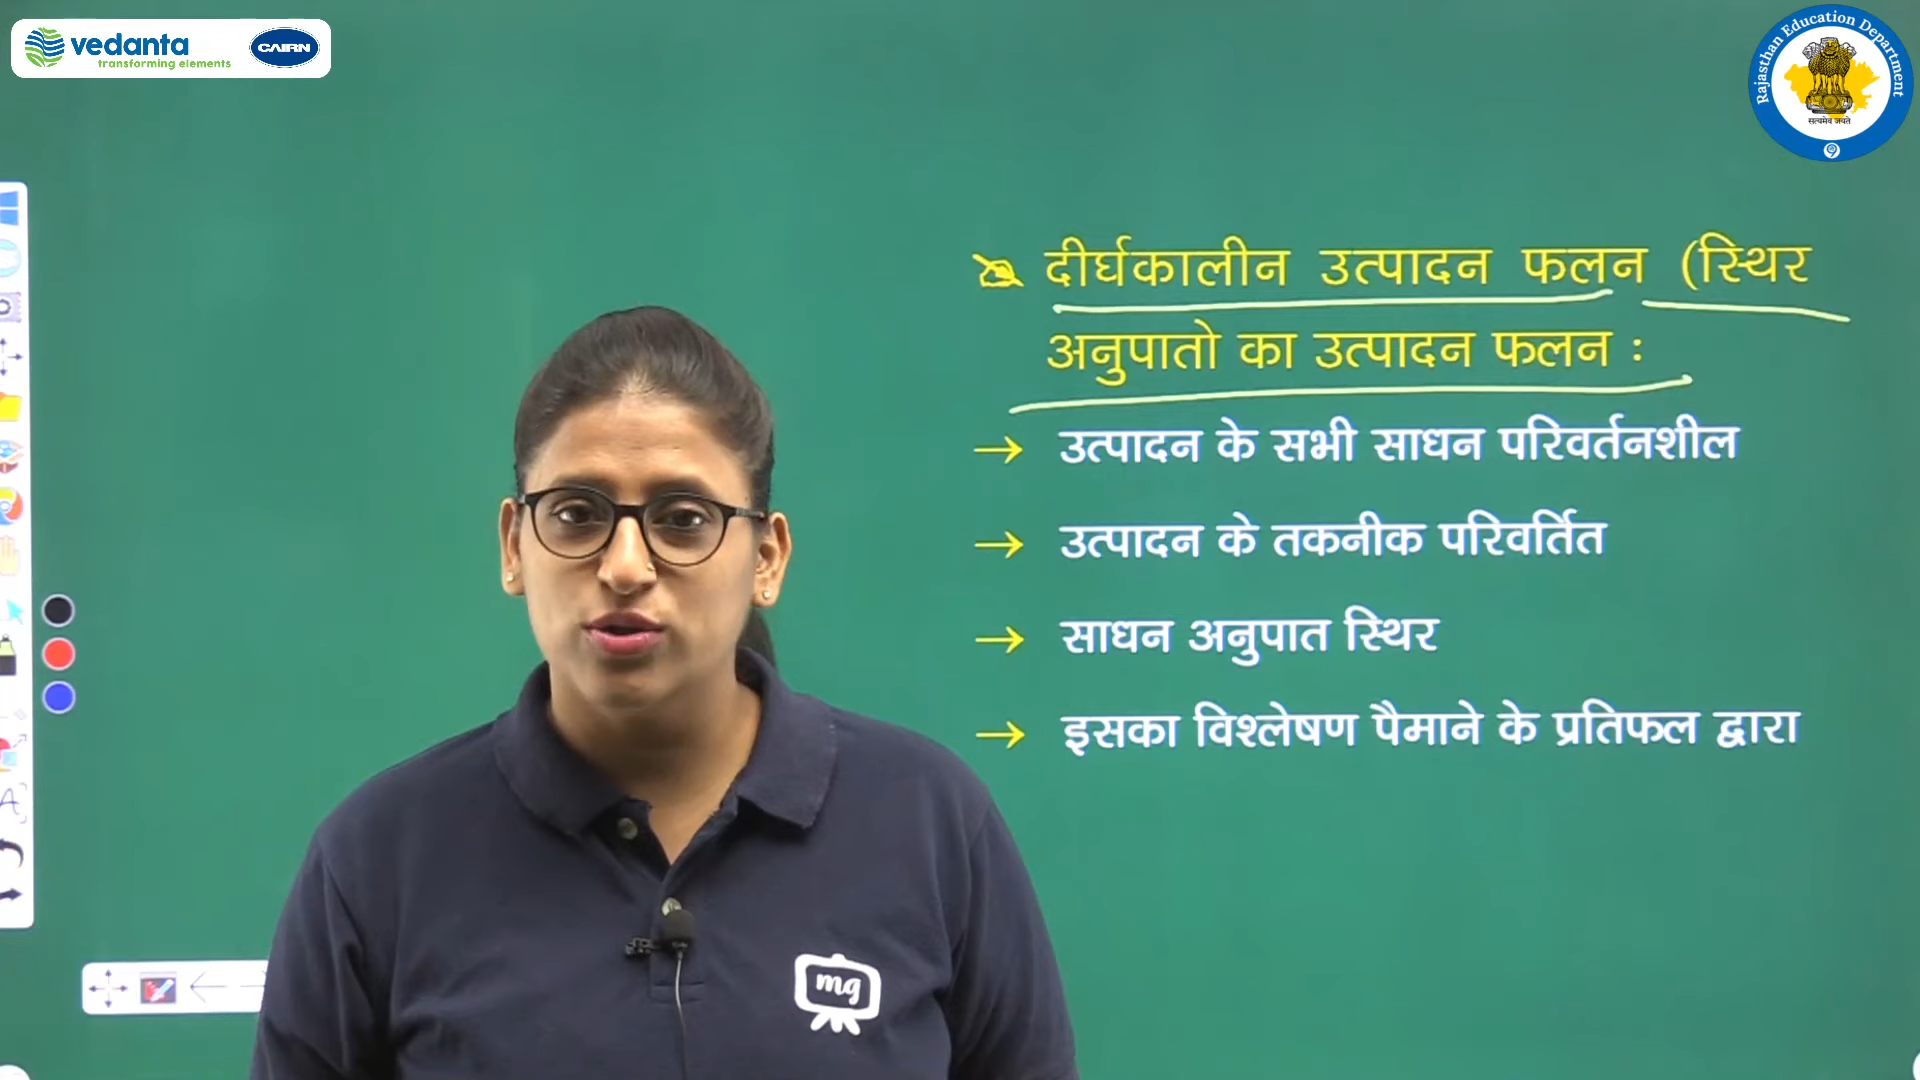 vedanta
transforming elements
CAIRN
Rajasthan Education Department
सत्यमेव जयते
दीर्घकालीन उत्पादन फलन (स्थिर
अनुपातो का उत्पादन फलन :
→ उत्पादन के सभी साधन परिवर्तनशील
→ उत्पादन के तकनीक परिवर्तित
→ साधन अनुपात स्थिर
→ इसका विश्लेषण पैमाने के प्रतिफल द्वारा
mg